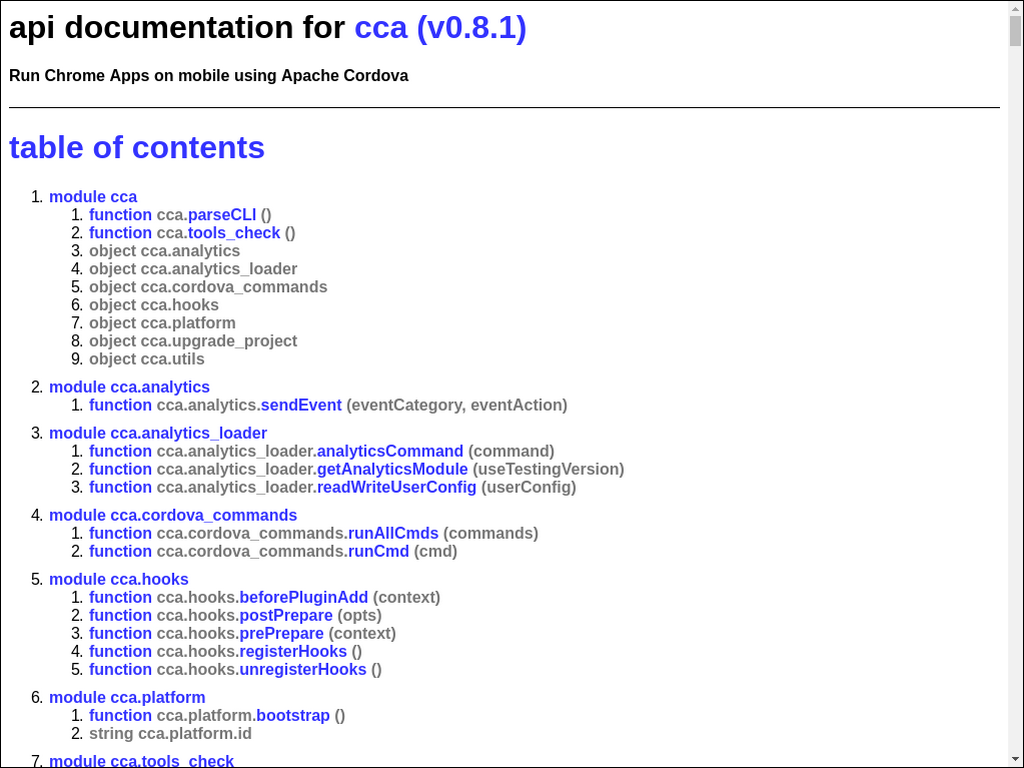 api documentation for cca (v0.8.1)
Run Chrome Apps on mobile using Apache Cordova
table of contents
1. module cca
1. function cca.parseCLI ()
2. function cca.tools_check ()
3. object cca.analytics
4. object cca.analytics_loader
5. object cca.cordova_commands
6. object cca.hooks
7. object cca.platform
8. object cca.upgrade_project
9. object cca.utils
2. module cca.analytics
1. function cca.analytics.sendEvent (eventCategory, eventAction)
3. module cca.analytics_loader
1. function cca.analytics_loader.analyticsCommand (command)
2. function cca.analytics_loader.getAnalyticsModule (useTestingVersion)
3. function cca.analytics_loader.readWriteUserConfig (userConfig)
4. module cca.cordova_commands
1. function cca.cordova_commands.runAllCmds (commands)
2. function cca.cordova_commands.runCmd (cmd)
5. module cca.hooks
1. function cca.hooks.beforePluginAdd (context)
2. function cca.hooks.postPrepare (opts)
3. function cca.hooks.prePrepare (context)
4. function cca.hooks.registerHooks ()
5. function cca.hooks.unregisterHooks ()
6. module cca.platform
1. function cca.platform.bootstrap ()
2. string cca.platform.id
7. module cca.tools_check